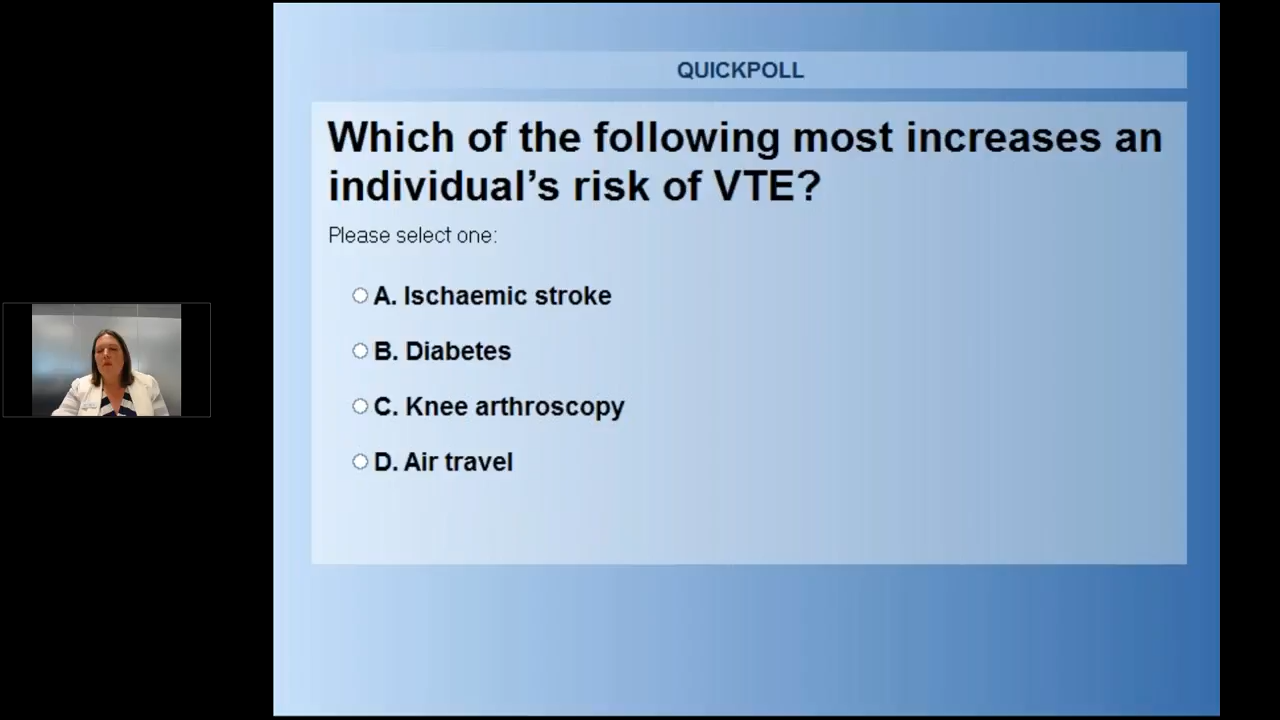 QUICKPOLL
Which of the following most increases an
individual’s risk of VTE?
Please select one:
A. Ischaemic stroke
B. Diabetes
C. Knee arthroscopy
D. Air travel